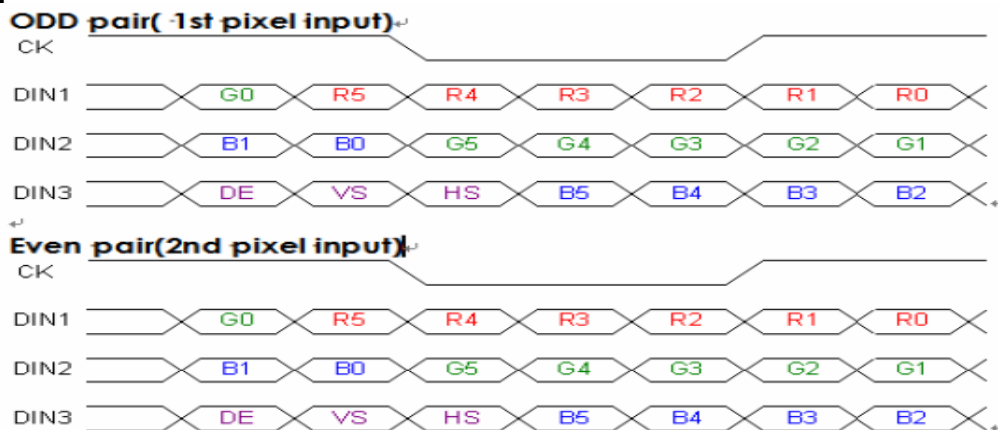 ODD pair( 1st pixel input)
CK
DIN1 G0 R5 R4 R3 R2 R1 R0
DIN2 B1 B0 G5 G4 G3 G2 G1
DIN3 DE VS HS B5 B4 B3 B2
Even pair(2nd pixel input)
CK
DIN1 G0 R5 R4 R3 R2 R1 R0
DIN2 B1 B0 G5 G4 G3 G2 G1
DIN3 DE VS HS B5 B4 B3 B2